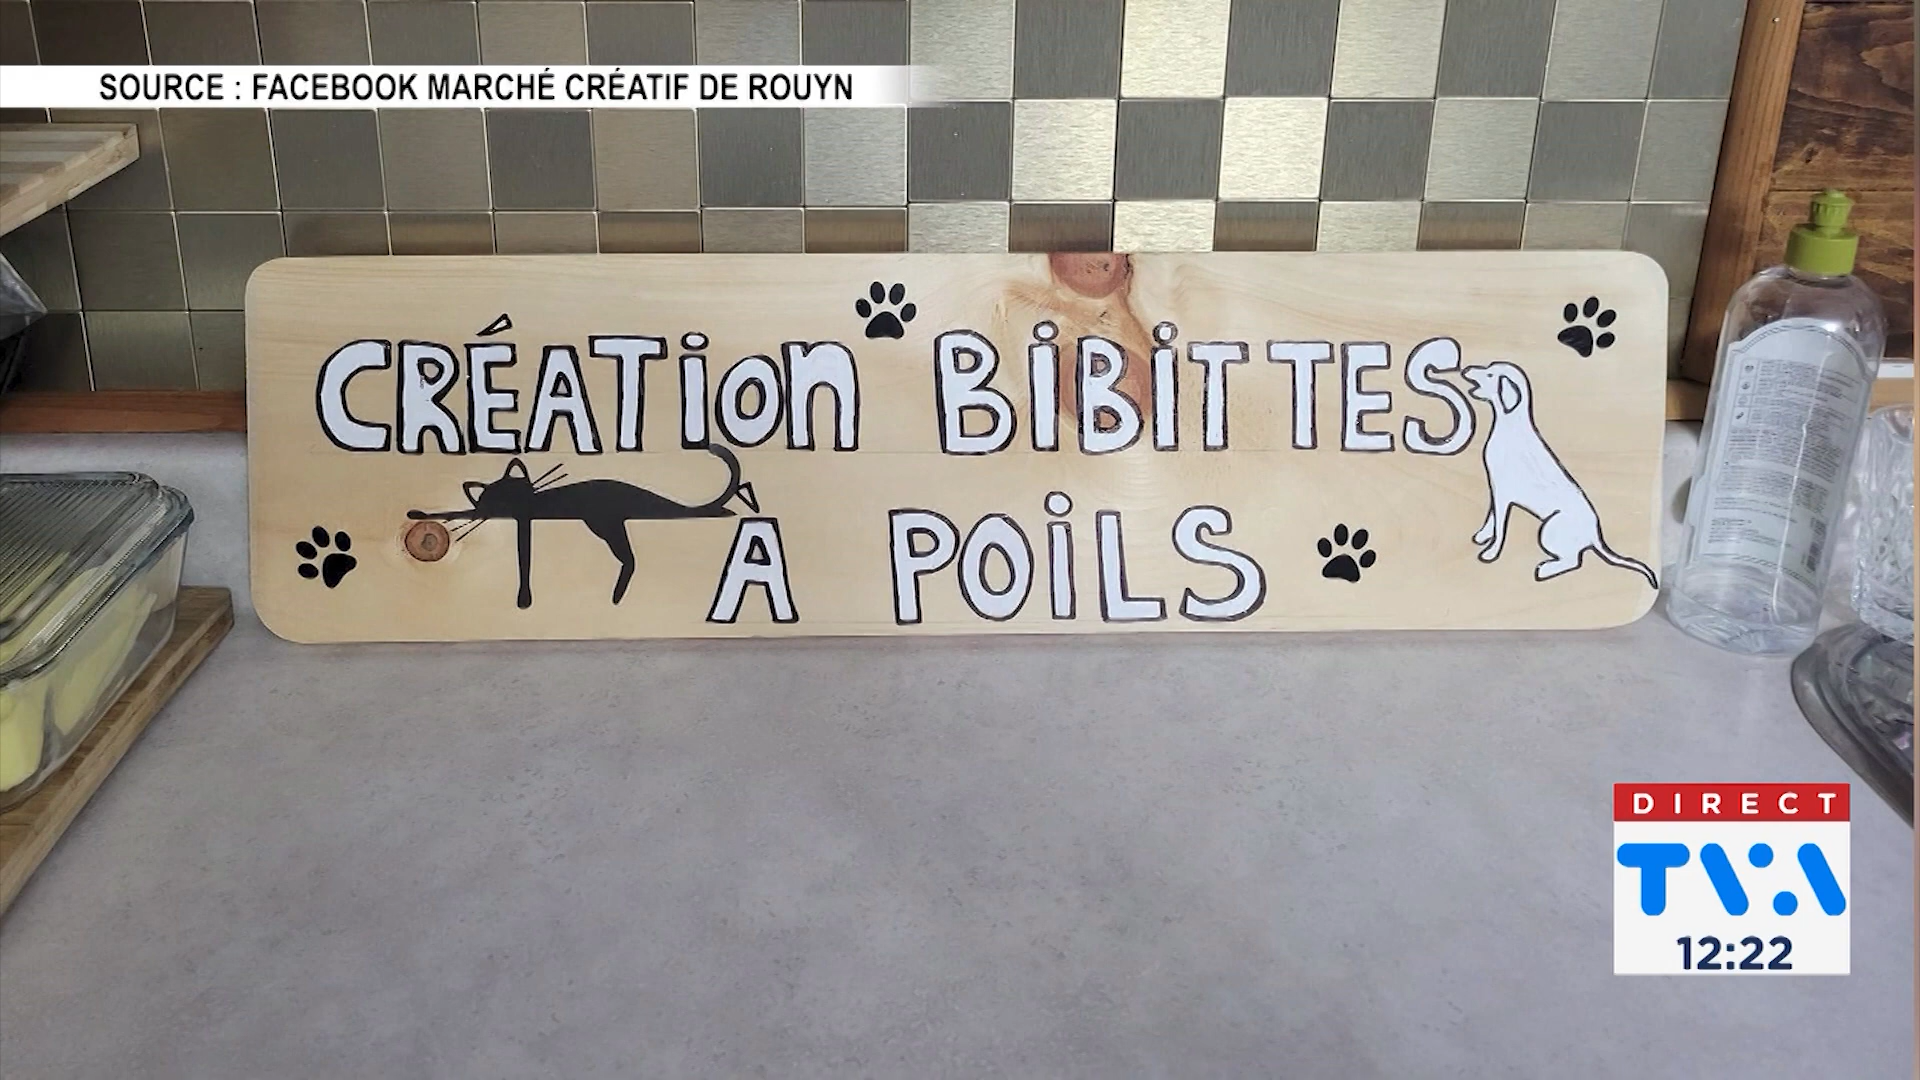 SOURCE : FACEBOOK MARCHÉ CRÉATIF DE ROUYN
CRÉATion BiBiTTES
À POiLS
DIRECT
TVA
12:22